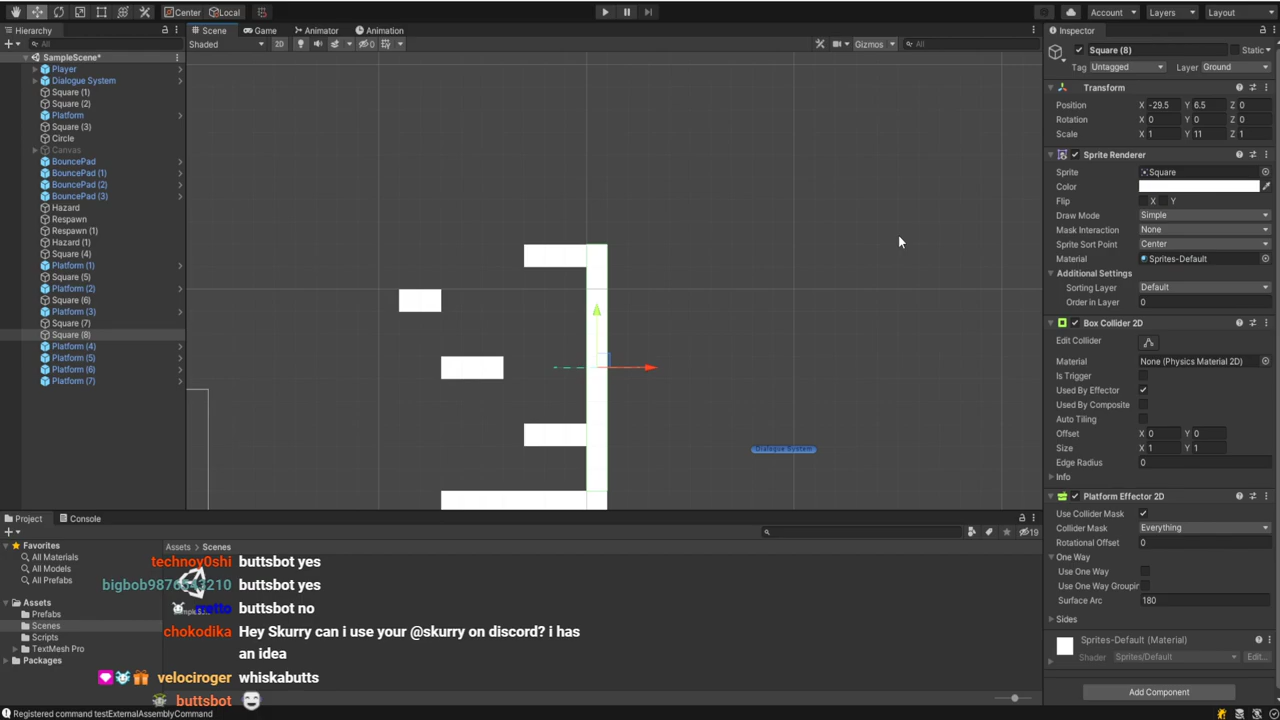 Center
Local
Account
Layers
Layout
Hierarchy
Scene
Game
Animator
Animation
Inspector
All
Shaded
2D
0
Gizmos
All
Square (8)
Static
Tag Untagged
Layer Ground
SampleScene*
Player
Dialogue System
Square (1)
Square (2)
Platform
Square (3)
Circle
Canvas
BouncePad
BouncePad (1)
BouncePad (2)
BouncePad (3)
Hazard
Respawn
Respawn (1)
Hazard (1)
Square (4)
Platform (1)
Square (5)
Platform (2)
Square (6)
Platform (3)
Square (7)
Square (8)
Platform (4)
Platform (5)
Platform (6)
Platform (7)
Dialogue System
Transform
Position X -29.5 Y 6.5 Z 0
Rotation X 0 Y 0 Z 0
Scale X 1 Y 11 Z 1
Sprite Renderer
Sprite Square
Color
Flip X Y
Draw Mode Simple
Mask Interaction None
Sprite Sort Point Center
Material Sprites-Default
Additional Settings
Sorting Layer Default
Order in Layer 0
Box Collider 2D
Edit Collider
Material None (Physics Material 2D)
Is Trigger
Used By Effector
Used By Composite
Auto Tiling
Offset X 0 Y 0
Size X 1 Y 1
Edge Radius 0
Info
Platform Effector 2D
Use Collider Mask
Collider Mask Everything
Rotational Offset 0
One Way
Use One Way
Use One Way Groupin
Surface Arc 180
Sides
Sprites-Default (Material)
Shader Sprites/Default Edit...
Add Component
Project
Console
19
Favorites
All Materials
All Models
All Prefabs
Assets
Prefabs
Scenes
Scripts
TextMesh Pro
Packages
Assets > Scenes
technoy0shi buttsbot yes
bigbob9876543210 buttsbot yes
buttsbot no
chokodika Hey Skurry can i use your @skurry on discord? i has
an idea
velociroger whiskabutts
buttsbot
Registered command testExternalAssemblyCommand